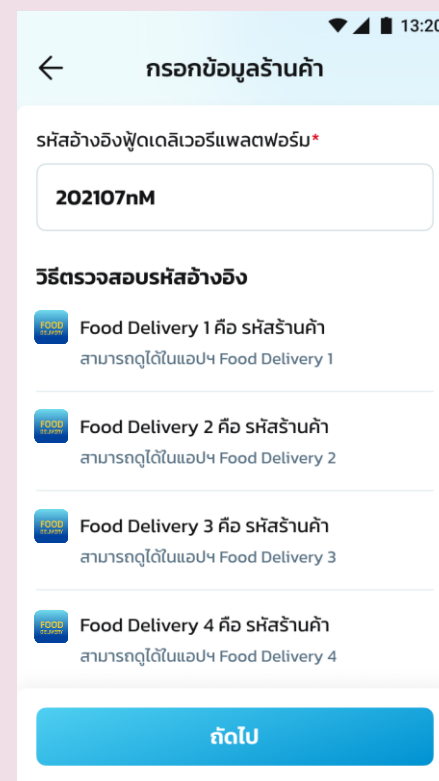 13:20
กรอกข้อมูลร้านค้า
รหัสอ้างอิงฟู้ดเดลิเวอรีแพลตฟอร์ม*
202107nM
วิธีตรวจสอบรหัสอ้างอิง
FOOD
DELIVERY
Food Delivery 1 คือ รหัสร้านค้า
สามารถดูได้ในแอปฯ Food Delivery 1
FOOD
DELIVERY
Food Delivery 2 คือ รหัสร้านค้า
สามารถดูได้ในแอปฯ Food Delivery 2
FOOD
DELIVERY
Food Delivery 3 คือ รหัสร้านค้า
สามารถดูได้ในแอปฯ Food Delivery 3
FOOD
DELIVERY
Food Delivery 4 คือ รหัสร้านค้า
สามารถดูได้ในแอปฯ Food Delivery 4
ถัดไป